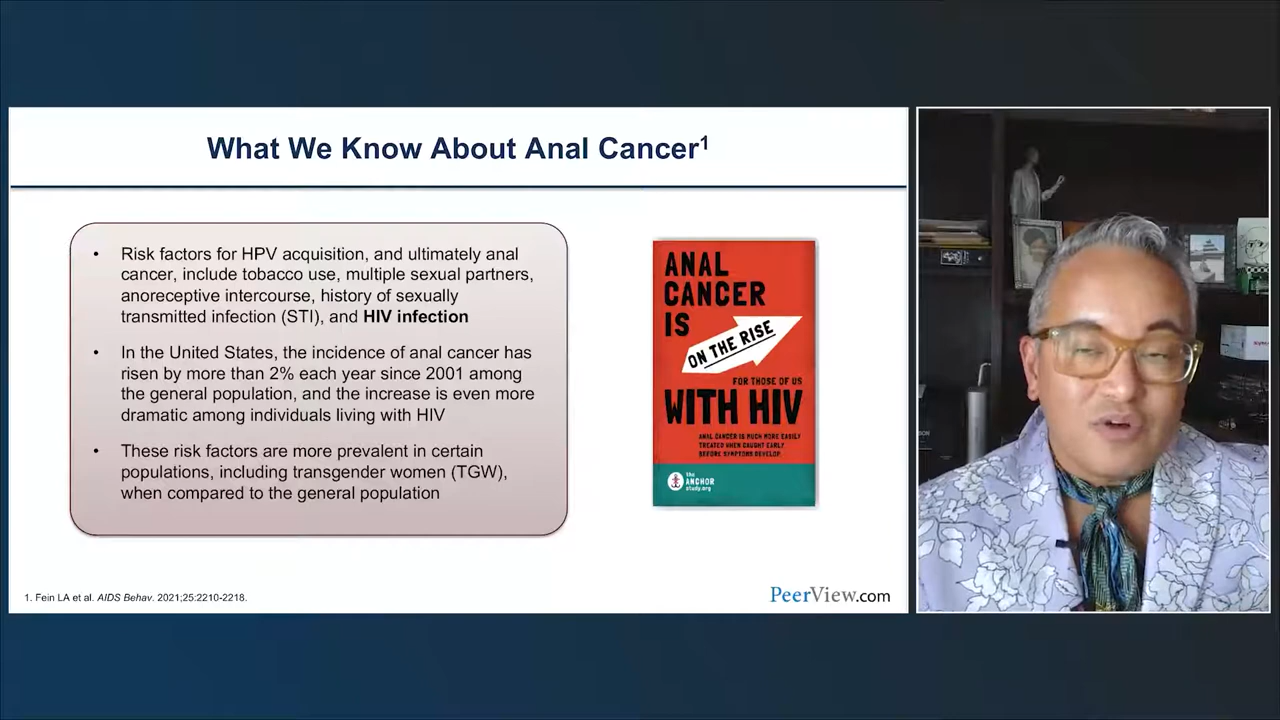 What We Know About Anal Cancer1
• Risk factors for HPV acquisition, and ultimately anal
cancer, include tobacco use, multiple sexual partners,
anoreceptive intercourse, history of sexually
transmitted infection (STI), and HIV infection
• In the United States, the incidence of anal cancer has
risen by more than 2% each year since 2001 among
the general population, and the increase is even more
dramatic among individuals living with HIV
• These risk factors are more prevalent in certain
populations, including transgender women (TGW),
when compared to the general population
ANAL
CANCER
IS
ON THE RISE
FOR THOSE OF US
WITH HIV
ANAL CANCER IS MUCH MORE EASILY
TREATED WHEN CAUGHT EARLY
BEFORE SYMPTOMS DEVELOP.
the
ANCHOR
study.org
1. Fein LA et al. AIDS Behav. 2021;25:2210-2218.
PeerView.com